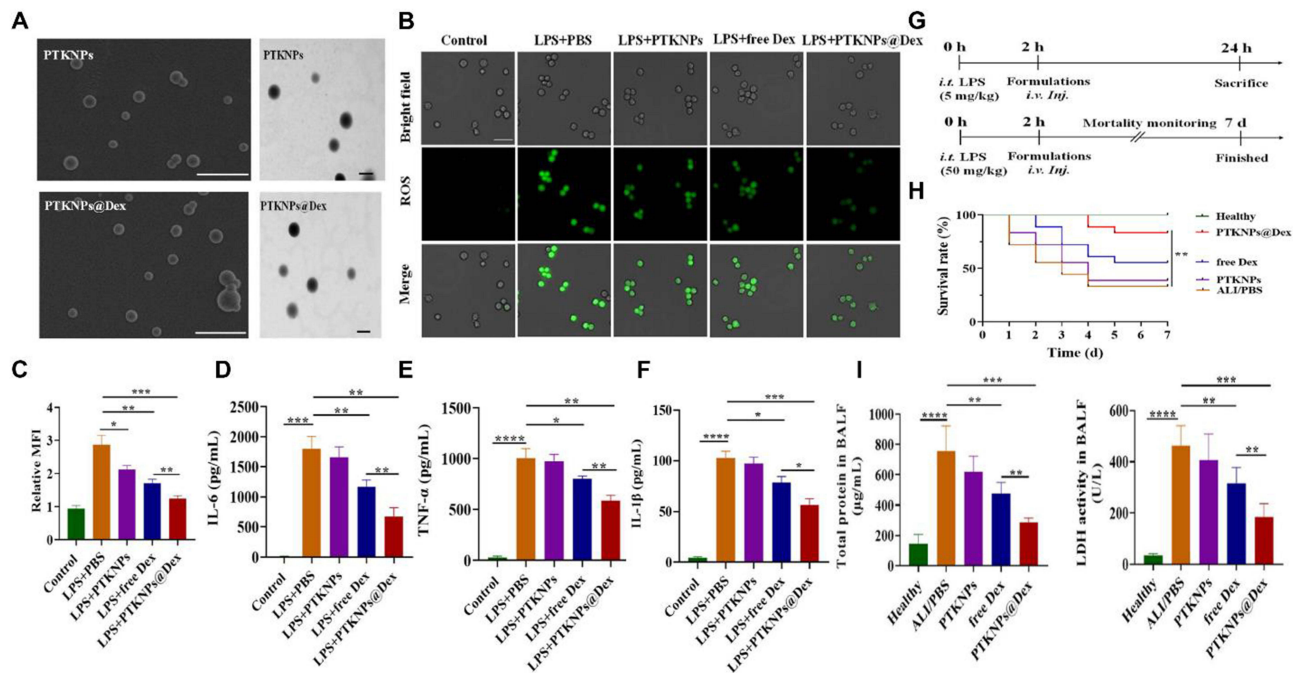 A
PTKNPs
PTKNPs
PTKNPs@Dex
PTKNPs@Dex
B
Control
LPS+PBS
LPS+PTKNPs
LPS+free Dex
LPS+PTKNPs@Dex
Bright field
ROS
Merge
G
0 h
2 h
24 h
i.t. LPS
(5 mg/kg)
Formulations
i.v. Inj.
Sacrifice
0 h
2 h
Mortality monitoring
7 d
i.t. LPS
(50 mg/kg)
Formulations
i.v. Inj.
Finished
H
Survival rate (%)
100
50
0
0 1 2 3 4 5 6 7
Time (d)
Healthy
PTKNPs@Dex
free Dex
PTKNPs
ALI/PBS
**
C
Relative MFI
4
3
2
1
0
***
**
*
**
Control
LPS+PBS
LPS+PTKNPs
LPS+free Dex
LPS+PTKNPs@Dex
D
IL-6 (pg/mL)
2500
2000
1500
1000
500
0
**
**
***
**
Control
LPS+PBS
LPS+PTKNPs
LPS+free Dex
LPS+PTKNPs@Dex
E
TNF-α (pg/mL)
1500
1000
500
0
**
*
****
**
Control
LPS+PBS
LPS+PTKNPs
LPS+free Dex
LPS+PTKNPs@Dex
F
IL-1β (pg/mL)
150
100
50
0
***
*
****
*
Control
LPS+PBS
LPS+PTKNPs
LPS+free Dex
LPS+PTKNPs@Dex
I
Total protein in BALF
(μg/mL)
1000
800
600
400
200
0
***
**
****
**
Healthy
ALI/PBS
PTKNPs
free Dex
PTKNPs@Dex
LDH activity in BALF
(U/L)
600
400
200
0
***
**
****
**
Healthy
ALI/PBS
PTKNPs
free Dex
PTKNPs@Dex